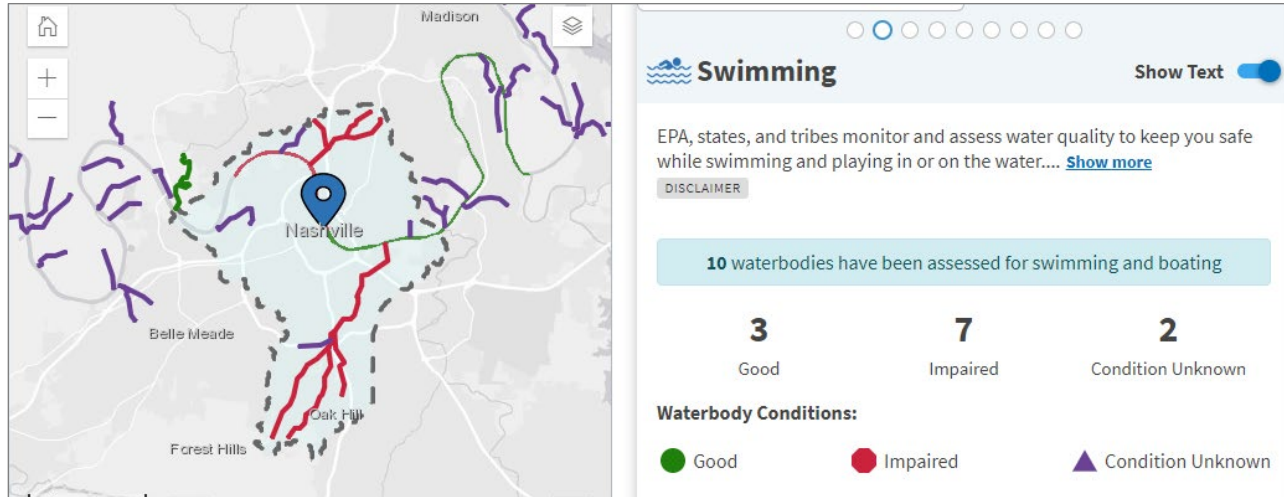 Madison
Nashville
Belle Meade
Oak Hill
Forest Hills
Swimming
Show Text
EPA, states, and tribes monitor and assess water quality to keep you safe
while swimming and playing in or on the water.... Show more
DISCLAIMER
10 waterbodies have been assessed for swimming and boating
3
7
2
Good
Impaired
Condition Unknown
Waterbody Conditions:
Good
Impaired
Condition Unknown